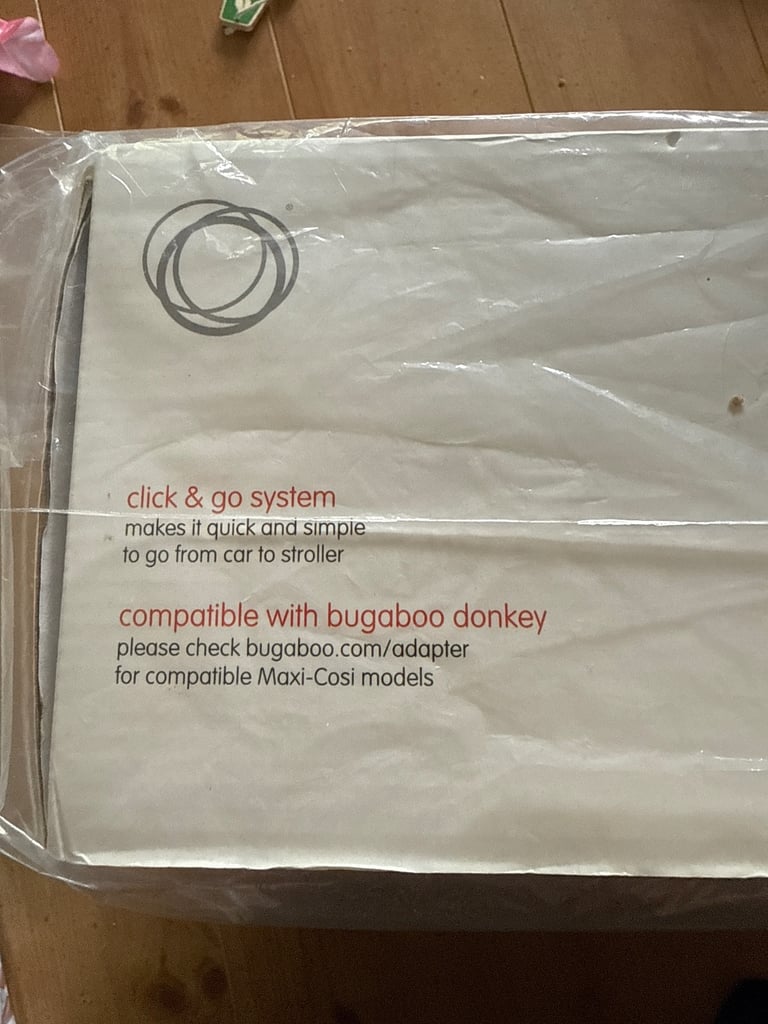 ®
click & go system
makes it quick and simple
to go from car to stroller
compatible with bugaboo donkey
please check bugaboo.com/adapter
for compatible Maxi-Cosi models